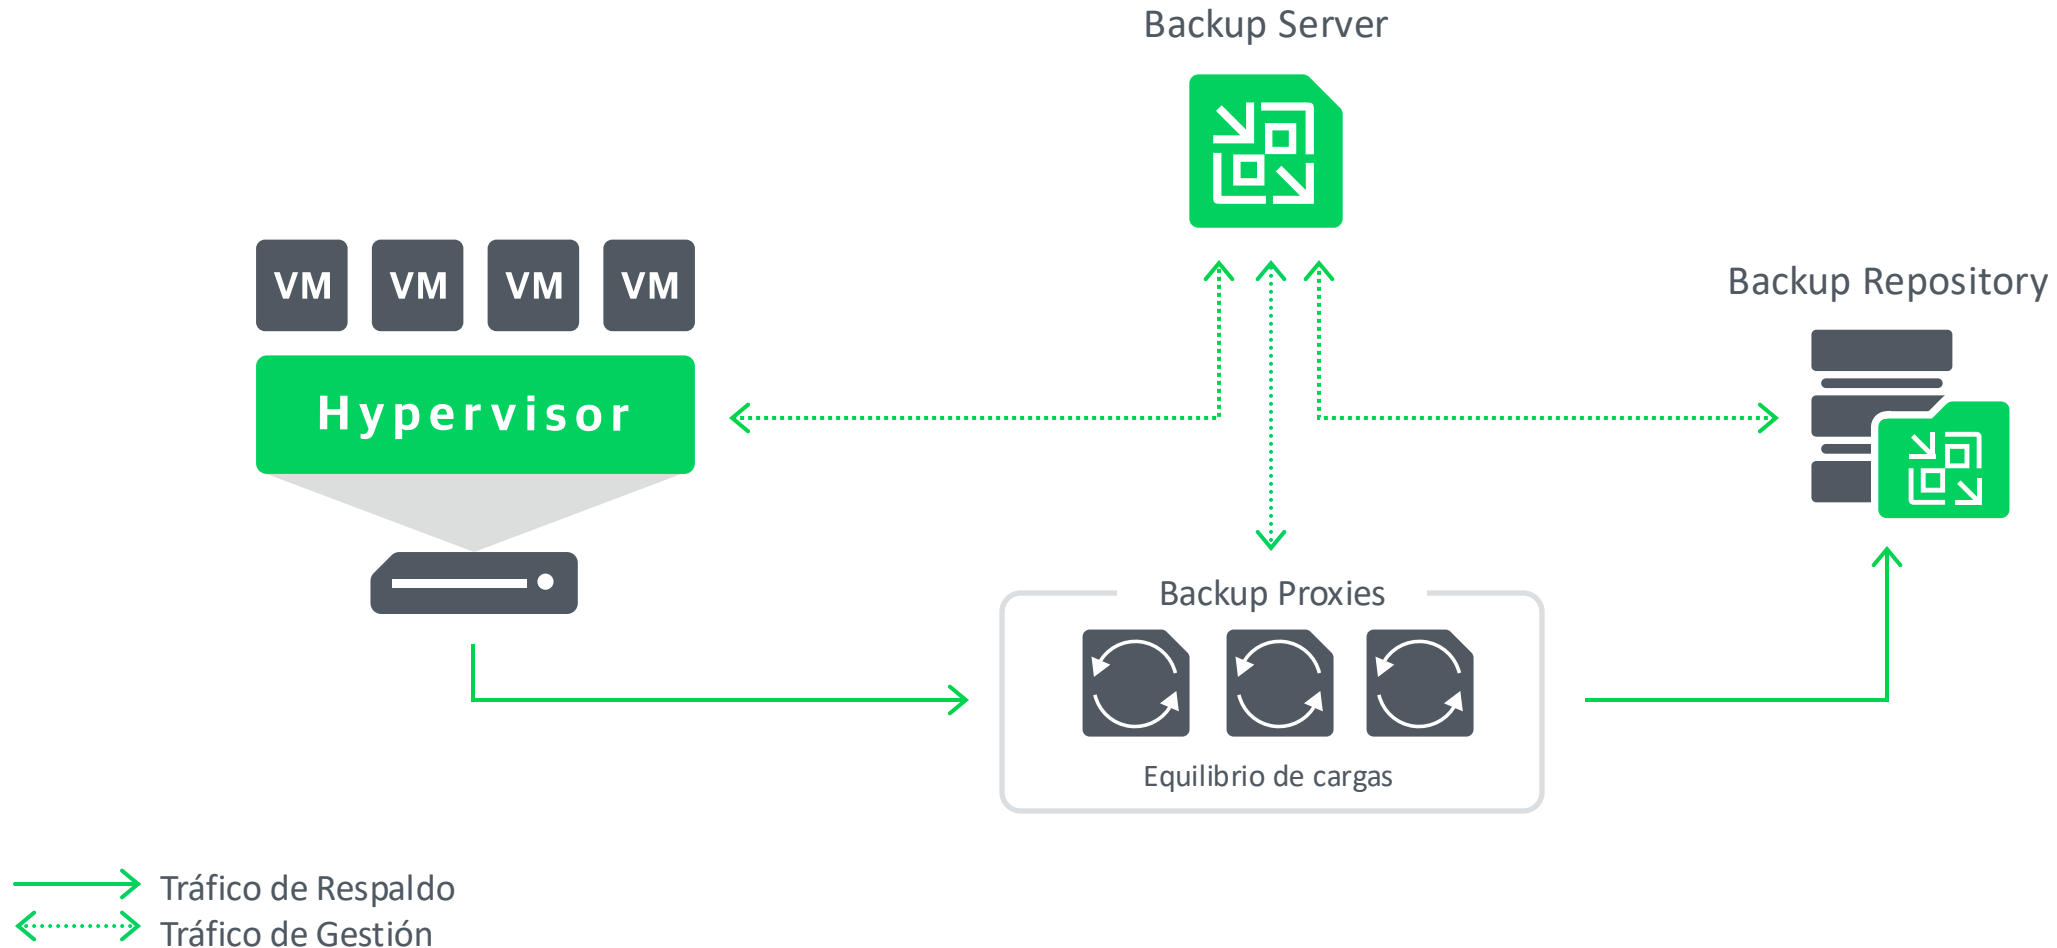 Backup Server
VM VM VM VM
Hypervisor
Backup Repository
Backup Proxies
Equilibrio de cargas
Tráfico de Respaldo
Tráfico de Gestión